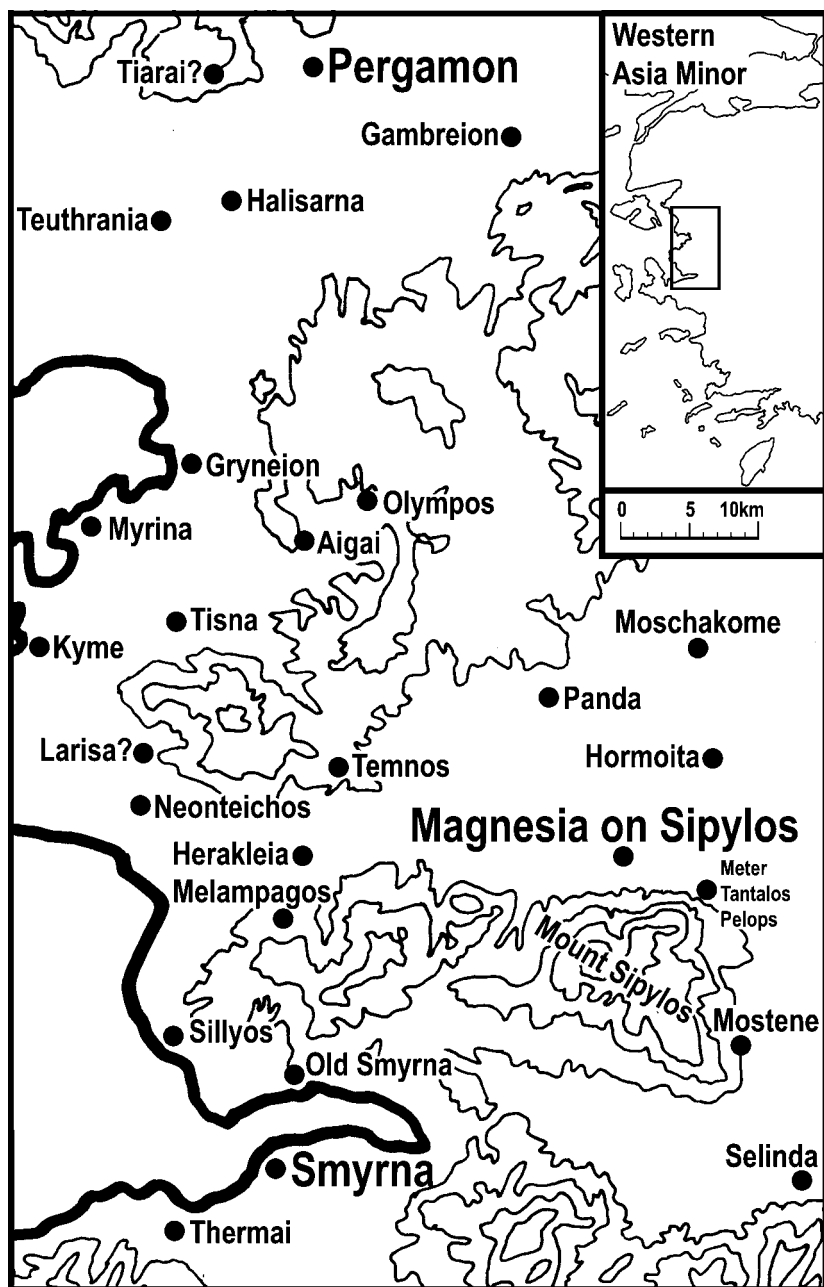 Western
Asia Minor
Tiarai?
Pergamon
Gambreion
Halisarna
Teuthrania
Gryneion
Olympos
0 5 10km
Myrina
Aigai
Tisna
Moschakome
Kyme
Panda
Larisa?
Temnos
Hormoita
Neonteichos
Magnesia on Sipylos
Herakleia
Meter
Tantalos
Pelops
Melampagos
Mount Sipylos
Sillyos
Mostene
Old Smyrna
Smyrna
Selinda
Thermai